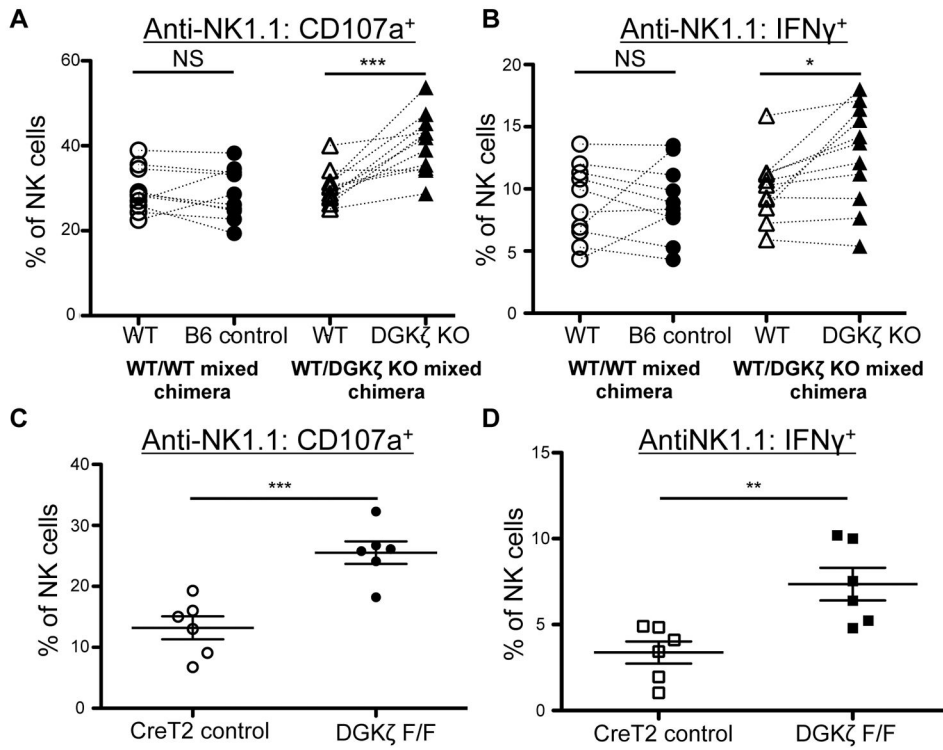 A
Anti-NK1.1: CD107a+
NS
***
% of NK cells
60
40
20
0
WT
B6 control
WT
DGKζ KO
WT/WT mixed
chimera
WT/DGKζ KO mixed
chimera
B
Anti-NK1.1: IFNγ+
NS
*
% of NK cells
20
15
10
5
0
WT
B6 control
WT
DGKζ KO
WT/WT mixed
chimera
WT/DGKζ KO mixed
chimera
C
Anti-NK1.1: CD107a+
***
% of NK cells
40
30
20
10
0
CreT2 control
DGKζ F/F
D
AntiNK1.1: IFNγ+
**
% of NK cells
15
10
5
0
CreT2 control
DGKζ F/F